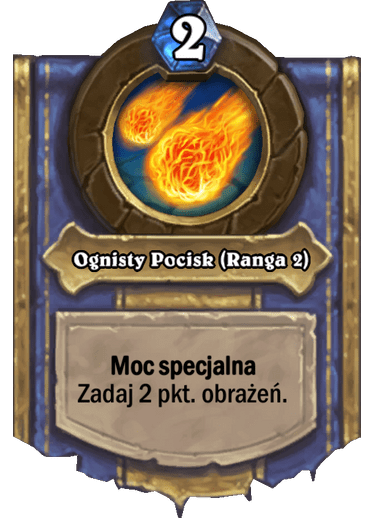 2
Ognisty Pocisk (Ranga 2)
Moc specjalna
Zadaj 2 pkt. obrażeń.